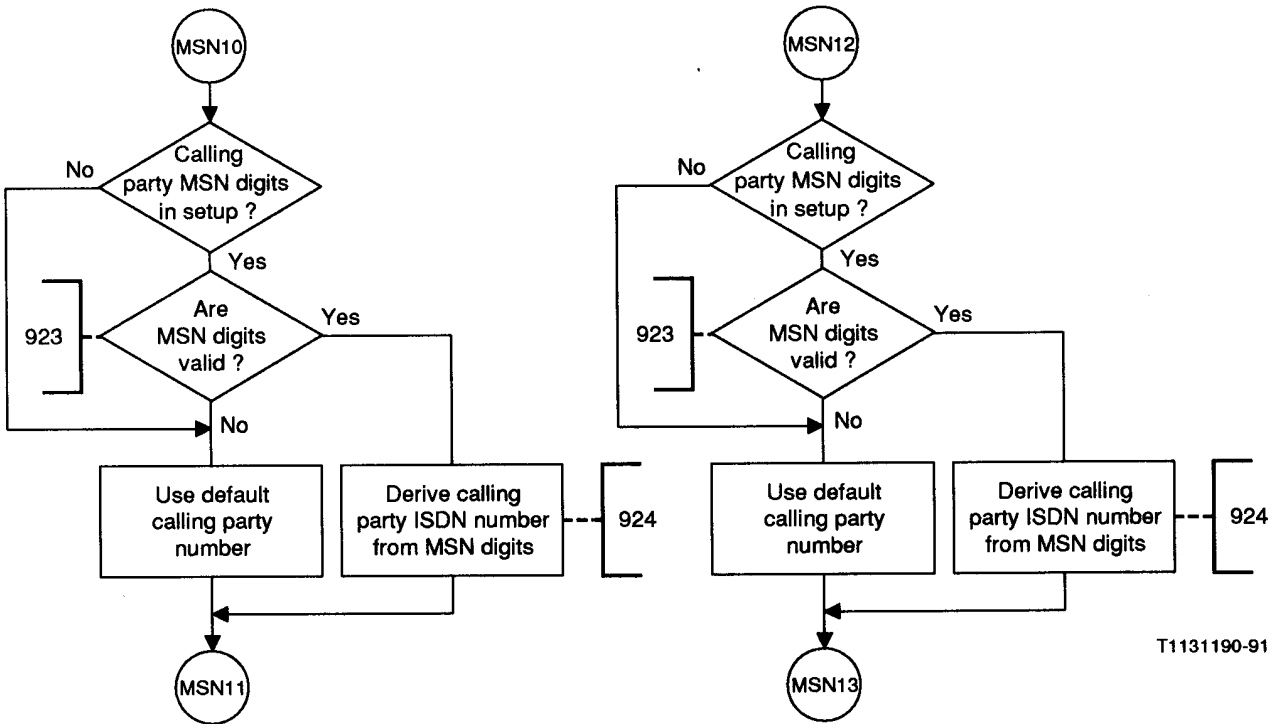 MSN10
Calling
party MSN digits
in setup ?
No
Yes
923
Are
MSN digits
valid ?
Yes
No
Use default
calling party
number
Derive calling
party ISDN number
from MSN digits
924
MSN11
MSN12
Calling
party MSN digits
in setup ?
No
Yes
923
Are
MSN digits
valid ?
Yes
No
Use default
calling party
number
Derive calling
party ISDN number
from MSN digits
924
MSN13
T1131190-91